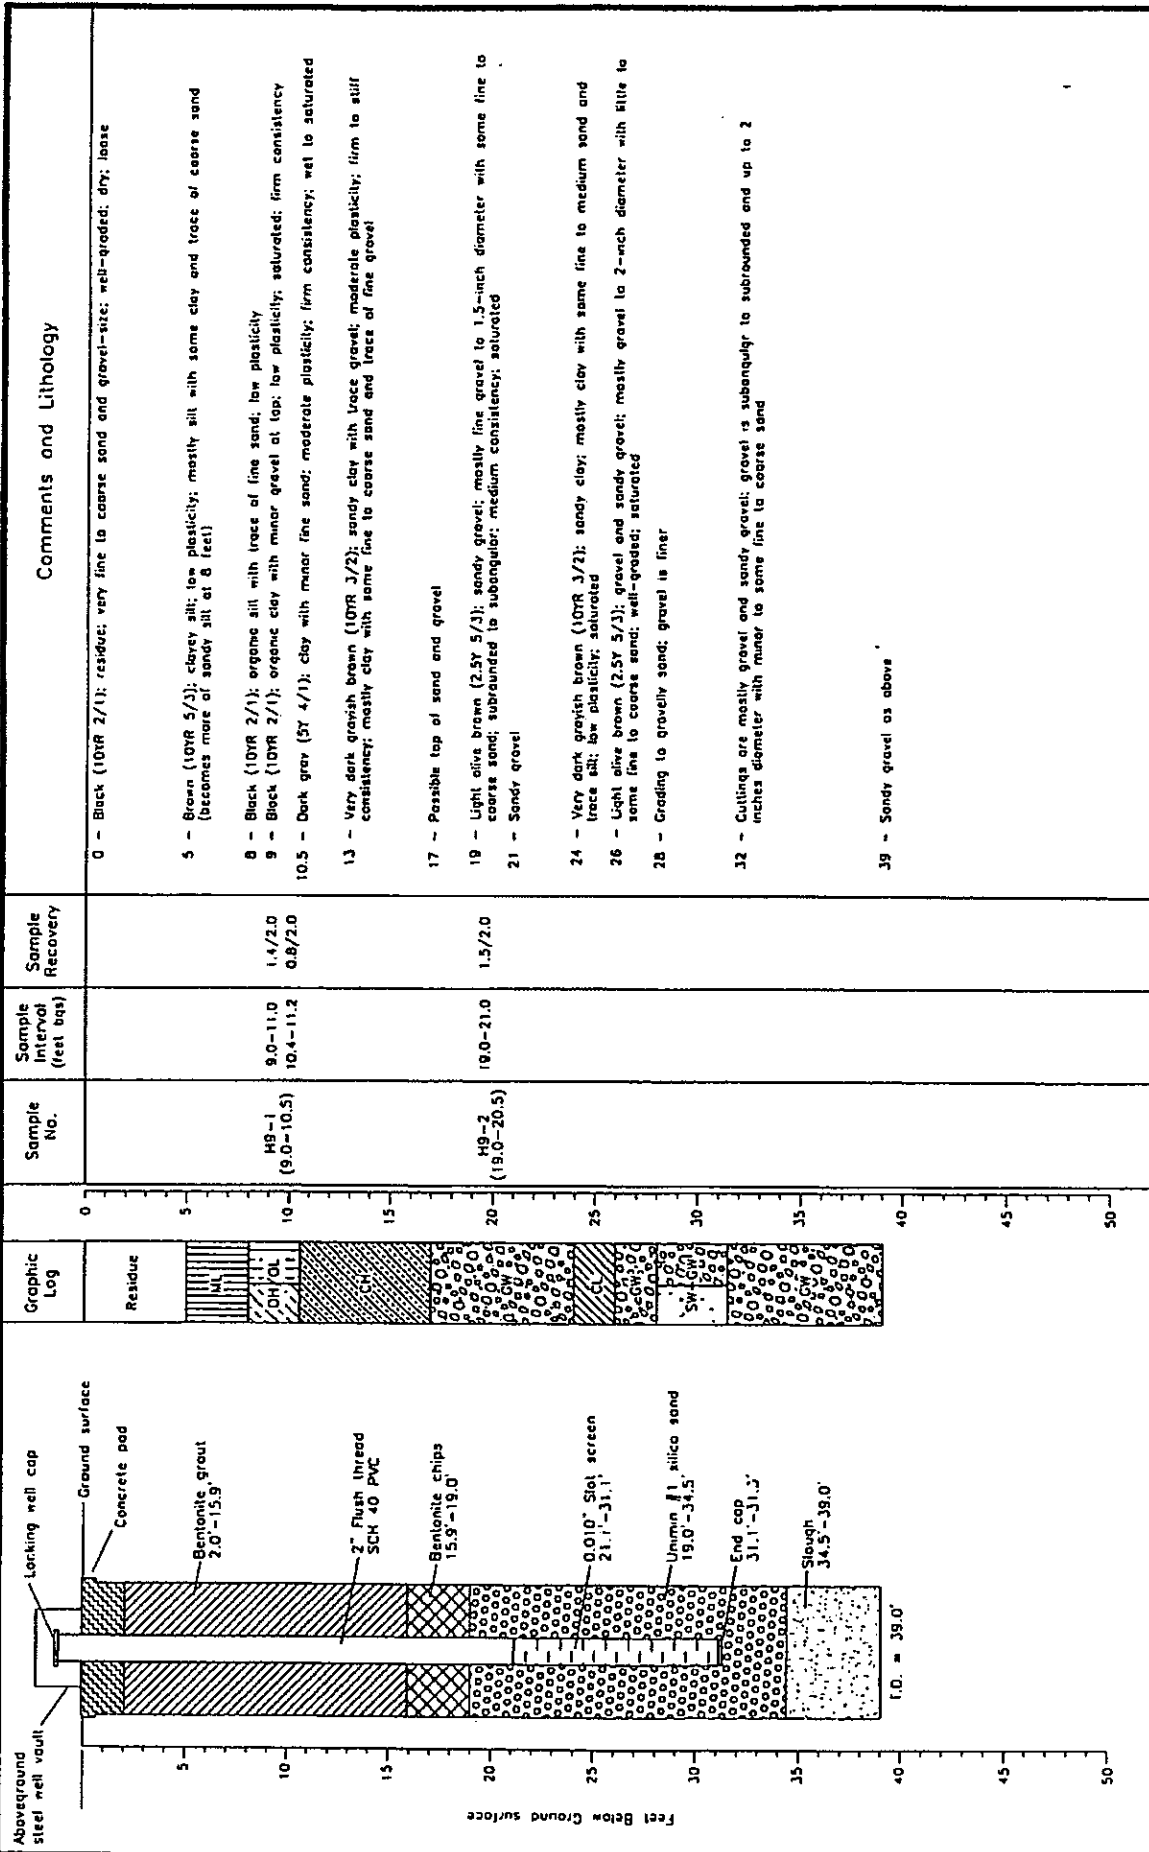 Aboveground
steel well vault
Locking well cap
Ground surface
Concrete pad
Bentonite grout
2.0'-15.9'
2" Flush thread
SCH 40 PVC
Bentonite chips
15.9'-19.0'
0.010" Slot screen
21.1'-31.1'
Unimin #1 silica sand
19.0'-34.5'
End cap
31.1'-31.5'
Slough
34.5'-39.0'
T.D. = 39.0'
Feet Below Ground surface
5
10
15
20
25
30
35
40
45
50
Graphic
Log
Residue
ML
OH/OL
CH
GW
CL
GW
SW-GW
GW
0
5
10
15
20
25
30
35
40
45
50
Sample
No.
H9-1
(9.0-10.5)
H9-2
(19.0-20.5)
Sample
Interval
(feet bgs)
9.0-11.0
10.4-11.2
19.0-21.0
Sample
Recovery
1.4/2.0
0.8/2.0
1.5/2.0
Comments and Lithology
0 - Black (10YR 2/1); residue; very fine to coarse sand and gravel-size; well-graded; dry; loose
5 - Brown (10YR 5/3); clayey silt; low plasticity; mostly silt with some clay and trace of coarse sand
(becomes more of sandy silt at 8 feet)
8 - Black (10YR 2/1); organic silt with trace of fine sand; low plasticity
9 - Black (10YR 2/1); organic clay with minor gravel at top; low plasticity; saturated; firm consistency
10.5 - Dark gray (5Y 4/1); clay with minor fine sand; moderate plasticity; firm consistency; wet to saturated
13 - Very dark grayish brown (10YR 3/2); sandy clay with trace gravel; moderate plasticity; firm to stiff
consistency; mostly clay with some fine to coarse sand and trace of fine gravel
17 - Possible top of sand and gravel
19 - Light olive brown (2.5Y 5/3); sandy gravel; mostly fine gravel to 1.5-inch diameter with some fine to
coarse sand; subrounded to subangular; medium consistency; saturated
21 - Sandy gravel
24 - Very dark grayish brown (10YR 3/2); sandy clay; mostly clay with some fine to medium sand and
trace silt; low plasticity; saturated
26 - Light olive brown (2.5Y 5/3); gravel and sandy gravel; mostly gravel to 2-inch diameter with little to
some fine to coarse sand; well-graded; saturated
28 - Grading to gravelly sand; gravel is finer
32 - Cuttings are mostly gravel and sandy gravel; gravel is subangular to subrounded and up to 2
inches diameter with minor to some fine to coarse sand
39 - Sandy gravel as above